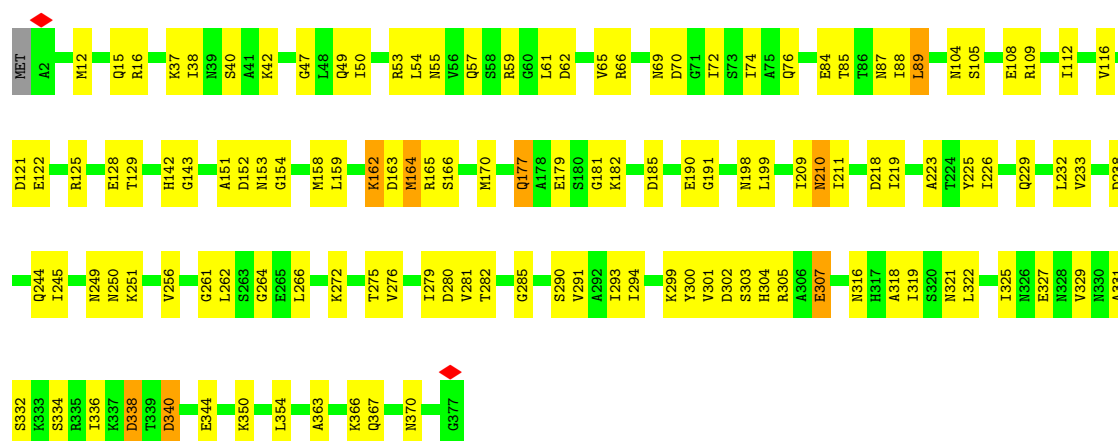 MET A2 M12 Q15 R16 K37 I38 N39 S40 A41 K42 G47 L48 Q49 I50 R53 L54 N55 V56 Q57 S58 R59 G60 L61 D62 V65 R66 N69 D70 G71 I72 S73 I74 A75 Q76 E84 T85 T86 N87 I88 L89 N104 S105 E108 R109 I112 V116
D121 E122 R125 E128 T129 H142 G143 A151 D152 N153 G154 M158 L159 K162 D163 M164 R165 S166 M170 Q177 A178 E179 S180 G181 K182 D185 E190 G191 N198 L199 I209 N210 I211 D218 I219 A223 T224 Y225 I226 Q229 L232 V233 D238
Q244 I245 N249 N250 K251 V256 G261 L262 S263 G264 E265 L266 K272 T275 V276 I279 D280 V281 T282 G285 S290 V291 A292 I293 I294 K299 Y300 V301 D302 S303 H304 R305 A306 E307 N316 H317 A318 I319 S320 N321 L322 I325 N326 E327 N328 V329 N330 A331
S332 K333 S334 R335 I336 K337 D338 T339 D340 E344 K350 L354 A363 K366 Q367 N370 G377